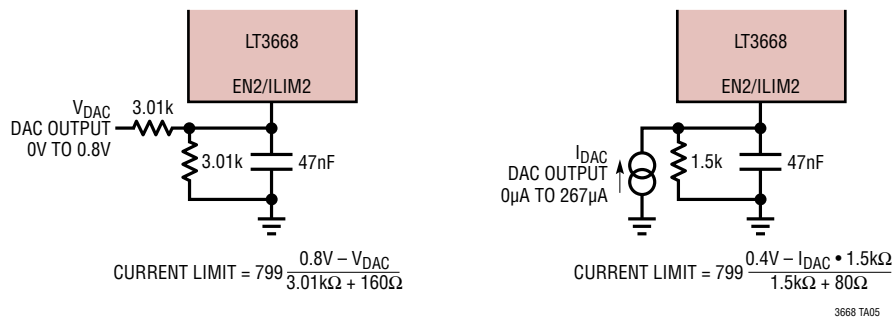 LT3668
EN2/ILIM2
VDAC
DAC OUTPUT
0V TO 0.8V
3.01k
3.01k
47nF
CURRENT LIMIT = 799 (0.8V – VDAC) / (3.01kΩ + 160Ω)
LT3668
EN2/ILIM2
IDAC
DAC OUTPUT
0µA TO 267µA
1.5k
47nF
CURRENT LIMIT = 799 (0.4V – IDAC • 1.5kΩ) / (1.5kΩ + 80Ω)
3668 TA05